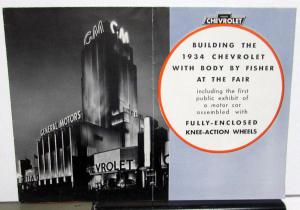 GM
GM
GENERAL MOTORS
CHEVROLET
CHEVROLET
BUILDING THE
1934 CHEVROLET
WITH BODY BY FISHER
AT THE FAIR
including the first
public exhibit of
a motor car
assembled with
FULLY-ENCLOSED
KNEE-ACTION WHEELS